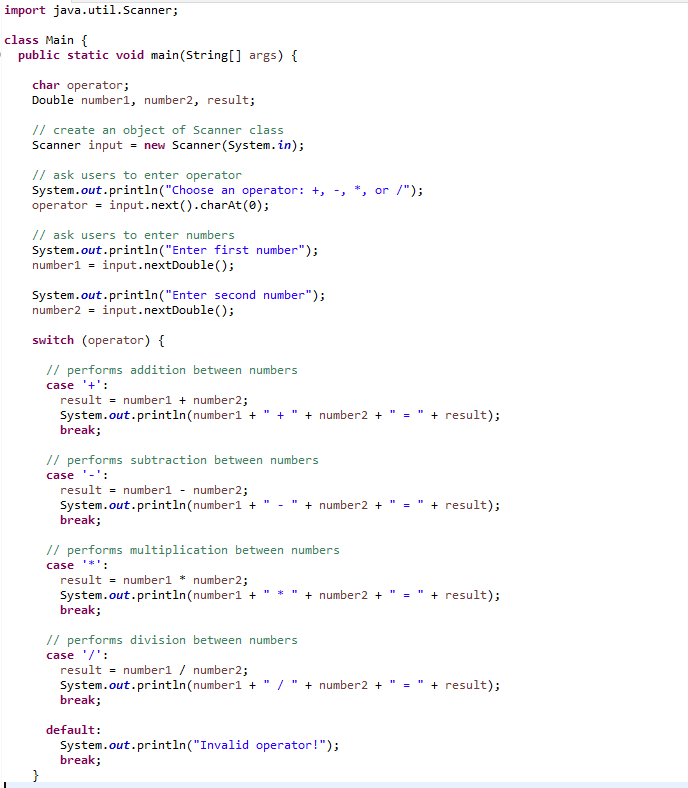 import java.util.Scanner;
class Main {
public static void main(String[] args) {
char operator;
Double number1, number2, result;
// create an object of Scanner class
Scanner input = new Scanner(System.in);
// ask users to enter operator
System.out.println("Choose an operator: +, -, *, or /");
operator = input.next().charAt(0);
// ask users to enter numbers
System.out.println("Enter first number");
number1 = input.nextDouble();
System.out.println("Enter second number");
number2 = input.nextDouble();
switch (operator) {
// performs addition between numbers
case '+':
result = number1 + number2;
System.out.println(number1 + " + " + number2 + " = " + result);
break;
// performs subtraction between numbers
case '-':
result = number1 - number2;
System.out.println(number1 + " - " + number2 + " = " + result);
break;
// performs multiplication between numbers
case '*':
result = number1 * number2;
System.out.println(number1 + " * " + number2 + " = " + result);
break;
// performs division between numbers
case '/':
result = number1 / number2;
System.out.println(number1 + " / " + number2 + " = " + result);
break;
default:
System.out.println("Invalid operator!");
break;
}